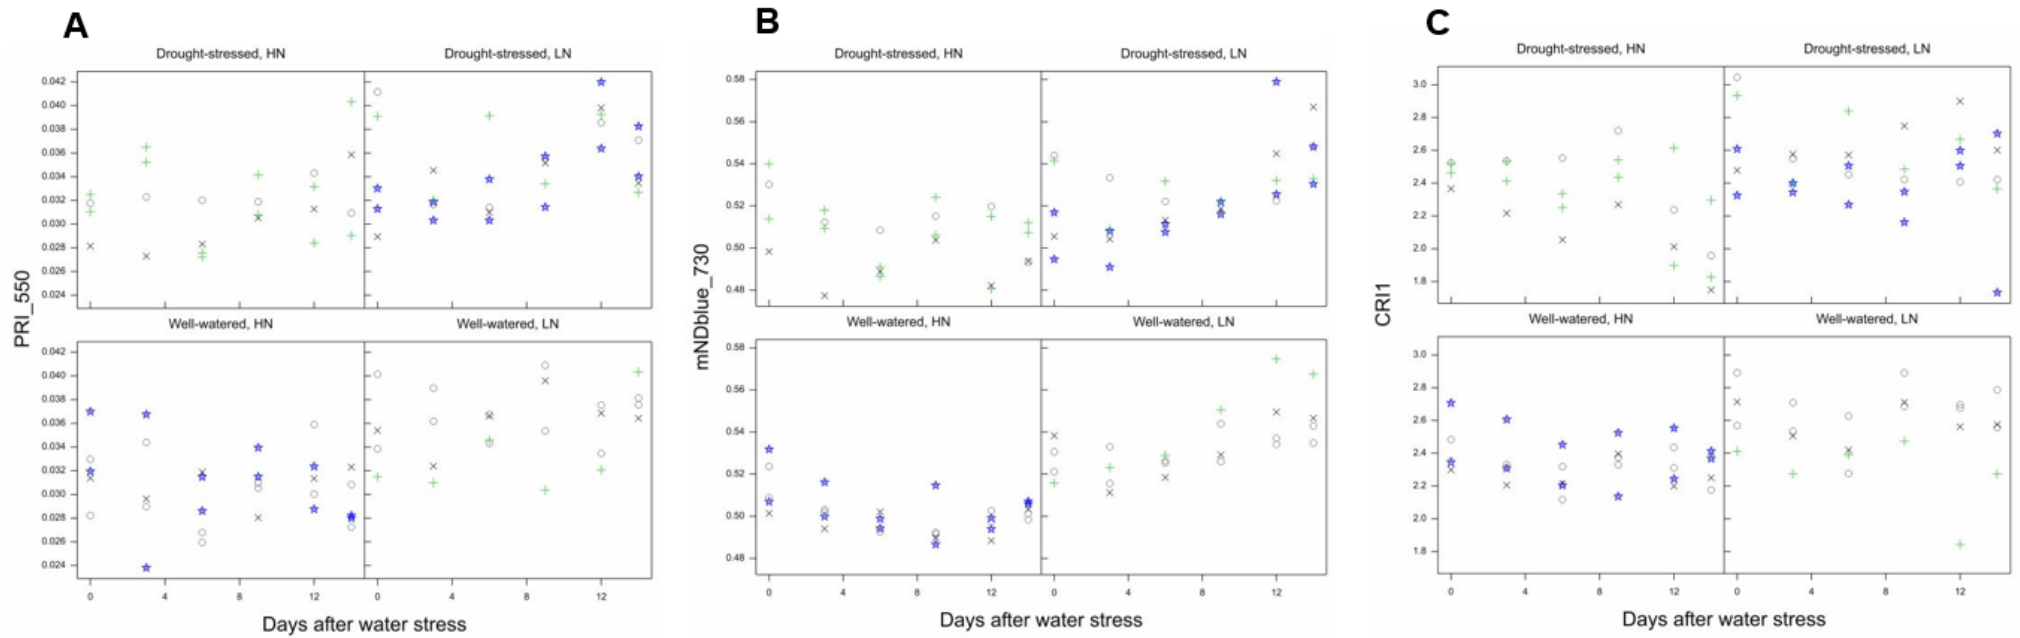 A
Drought-stressed, HN
Drought-stressed, LN
0.042
0.040
0.038
0.036
0.034
0.032
0.030
0.028
0.026
0.024
Well-watered, HN
Well-watered, LN
0.042
0.040
0.038
0.036
0.034
0.032
0.030
0.028
0.026
0.024
PRI_550
0 4 8 12 0 4 8 12
Days after water stress
B
Drought-stressed, HN
Drought-stressed, LN
0.58
0.56
0.54
0.52
0.50
0.48
Well-watered, HN
Well-watered, LN
0.58
0.56
0.54
0.52
0.50
0.48
mNDblue_730
0 4 8 12 0 4 8 12
Days after water stress
C
Drought-stressed, HN
Drought-stressed, LN
3.0
2.8
2.6
2.4
2.2
2.0
1.8
Well-watered, HN
Well-watered, LN
3.0
2.8
2.6
2.4
2.2
2.0
1.8
CRI1
0 4 8 12 0 4 8 12
Days after water stress